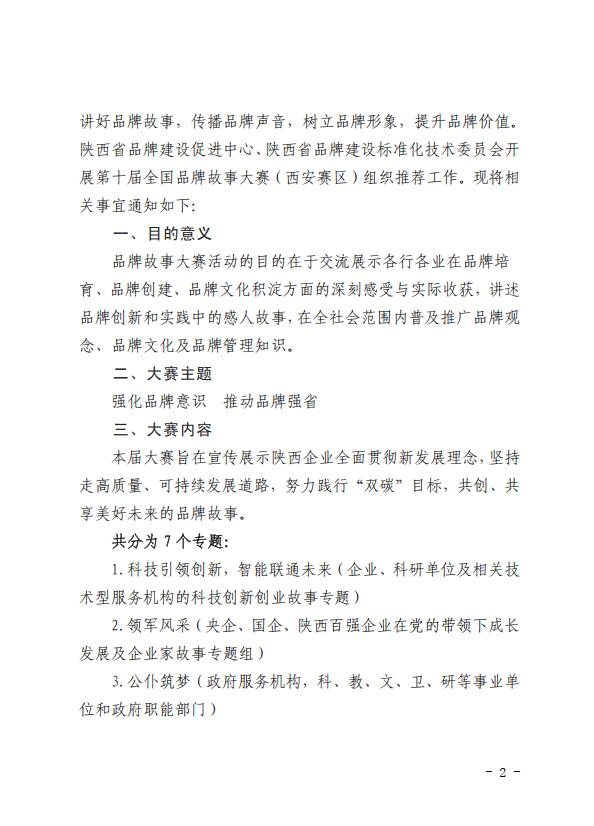 讲好品牌故事，传播品牌声音，树立品牌形象，提升品牌价值。
陕西省品牌建设促进中心、陕西省品牌建设标准化技术委员会开
展第十届全国品牌故事大赛（西安赛区）组织推荐工作。现将相
关事宜通知如下：
一、目的意义
品牌故事大赛活动的目的在于交流展示各行各业在品牌培
育、品牌创建、品牌文化积淀方面的深刻感受与实际收获，讲述
品牌创新和实践中的感人故事，在全社会范围内普及推广品牌观
念、品牌文化及品牌管理知识。
二、大赛主题
强化品牌意识　推动品牌强省
三、大赛内容
本届大赛旨在宣传展示陕西企业全面贯彻新发展理念，坚持
走高质量、可持续发展道路，努力践行“双碳”目标，共创、共
享美好未来的品牌故事。
共分为 7 个专题：
1.科技引领创新，智能联通未来（企业、科研单位及相关技
术型服务机构的科技创新创业故事专题）
2.领军风采（央企、国企、陕西百强企业在党的带领下成长
发展及企业家故事专题组）
3.公仆筑梦（政府服务机构，科、教、文、卫、研等事业单
位和政府职能部门）
- 2 -